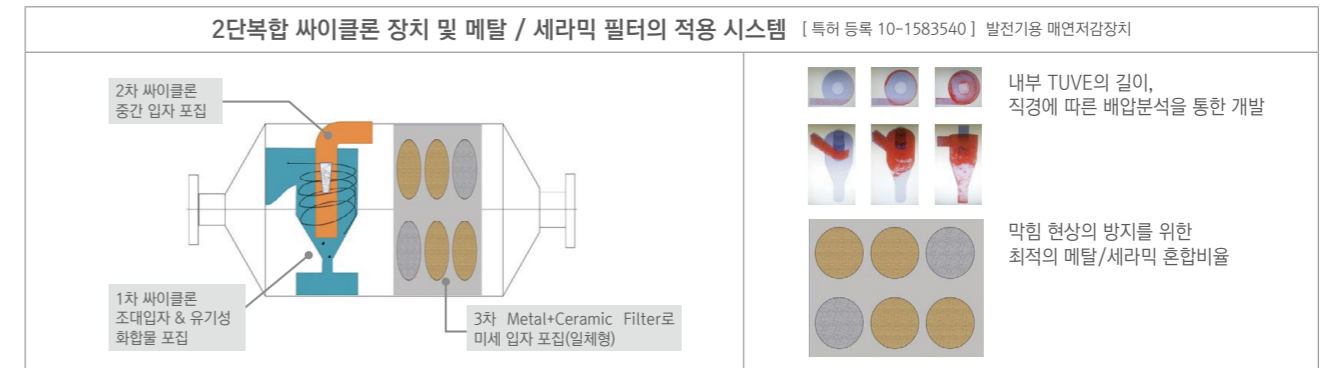 2단복합 싸이클론 장치 및 메탈 / 세라믹 필터의 적용 시스템 [ 특허 등록 10-1583540 ] 발전기용 매연저감장치
2차 싸이클론
중간 입자 포집
1차 싸이클론
조대입자 & 유기성
화합물 포집
3차 Metal+Ceramic Filter로
미세 입자 포집(일체형)
내부 TUVE의 길이,
직경에 따른 배압분석을 통한 개발
막힘 현상의 방지를 위한
최적의 메탈/세라믹 혼합비율